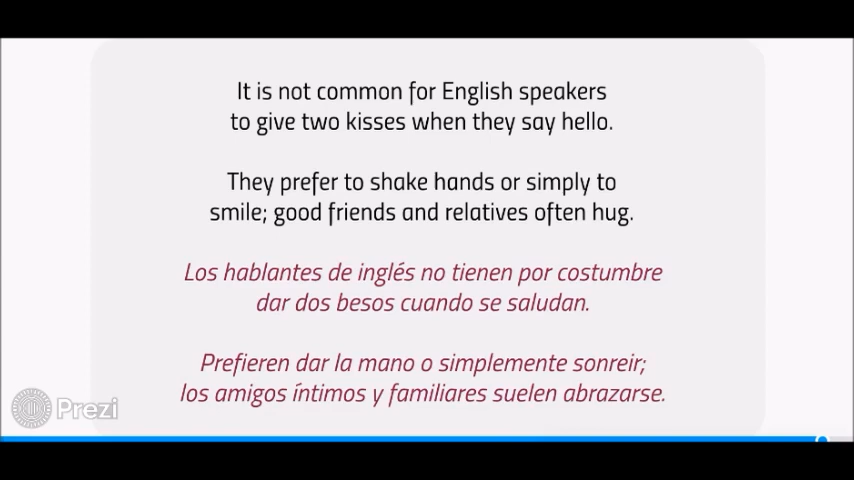 It is not common for English speakers
to give two kisses when they say hello.
They prefer to shake hands or simply to
smile; good friends and relatives often hug.
Los hablantes de inglés no tienen por costumbre
dar dos besos cuando se saludan.
Prefieren dar la mano o simplemente sonreir;
los amigos íntimos y familiares suelen abrazarse.
Prezi